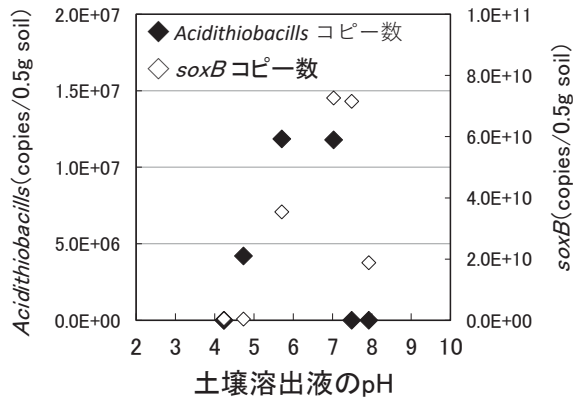 2.0E+07
1.5E+07
1.0E+07
5.0E+06
0.0E+00
Acidithiobacills(copies/0.5g soil)
Acidithiobacills コピー数
soxB コピー数
1.0E+11
8.0E+10
6.0E+10
4.0E+10
2.0E+10
0.0E+00
soxB(copies/0.5g soil)
2 3 4 5 6 7 8 9 10
土壌溶出液のpH